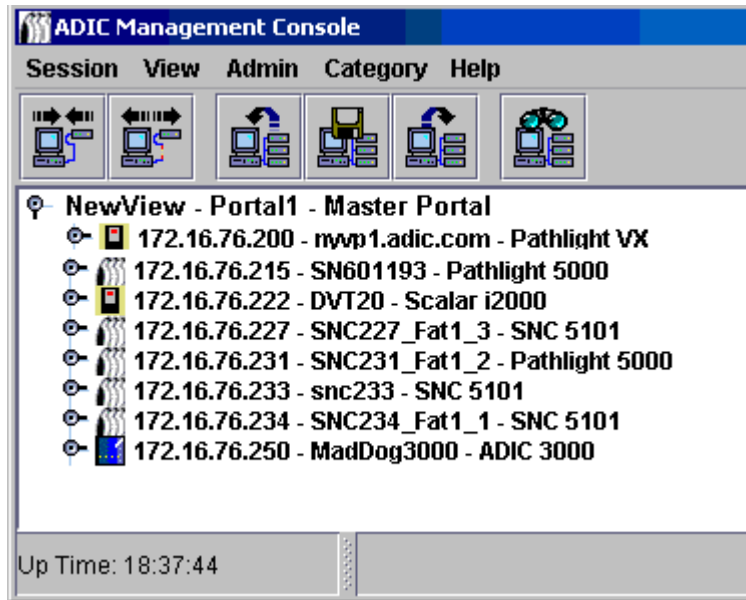 ADIC Management Console
Session View Admin Category Help
NewView - Portal1 - Master Portal
172.16.76.200 - nyvp1.adic.com - Pathlight VX
172.16.76.215 - SN601193 - Pathlight 5000
172.16.76.222 - DVT20 - Scalar i2000
172.16.76.227 - SNC227_Fat1_3 - SNC 5101
172.16.76.231 - SNC231_Fat1_2 - Pathlight 5000
172.16.76.233 - snc233 - SNC 5101
172.16.76.234 - SNC234_Fat1_1 - SNC 5101
172.16.76.250 - MadDog3000 - ADIC 3000
Up Time: 18:37:44